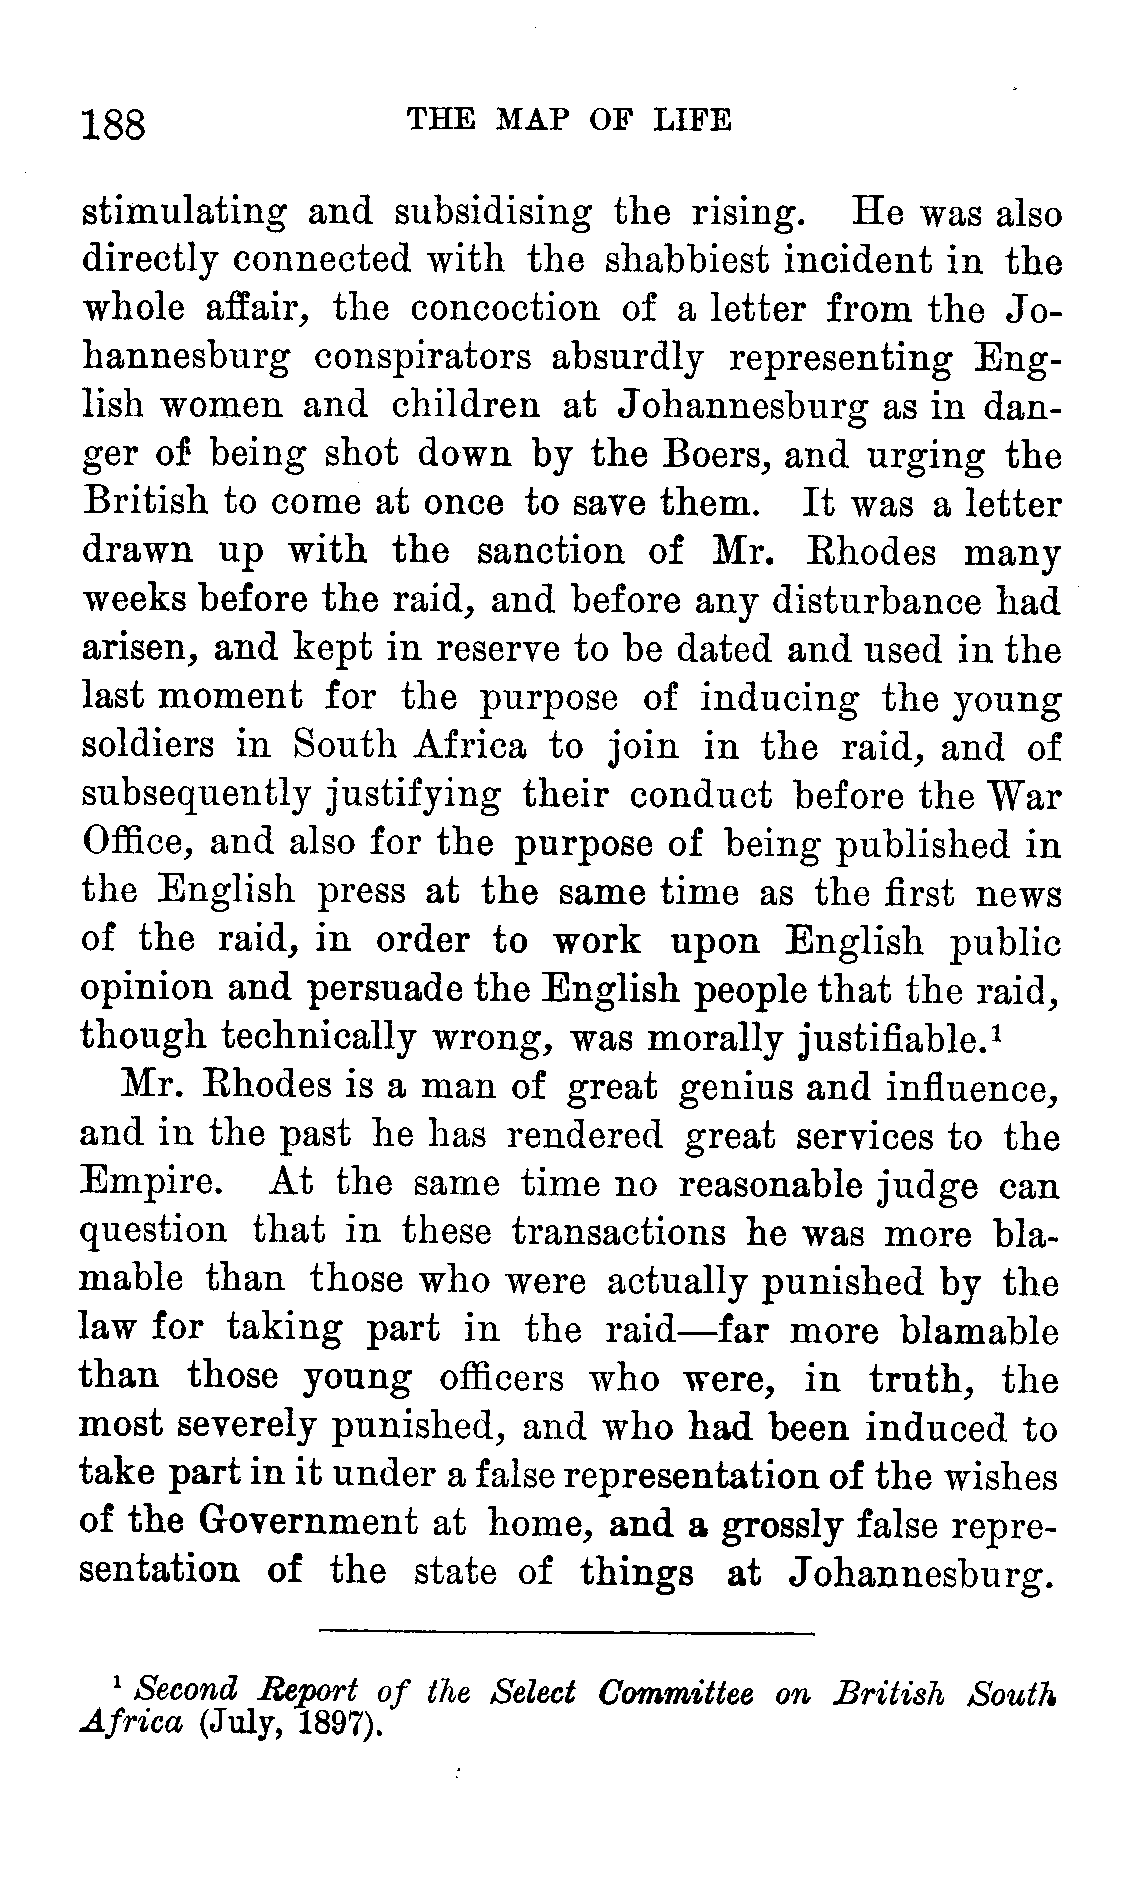 188 THE MAP OF LIFE
stimulating and subsidising the rising. He was also
directly connected with the shabbiest incident in the
whole affair, the concoction of a letter from the Jo-
hannesburg conspirators absurdly representing Eng-
lish women and children at Johannesburg as in dan-
ger of being shot down by the Boers, and urging the
British to come at once to save them. It was a letter
drawn up with the sanction of Mr. Rhodes many
weeks before the raid, and before any disturbance had
arisen, and kept in reserve to be dated and used in the
last moment for the purpose of inducing the young
soldiers in South Africa to join in the raid, and of
subsequently justifying their conduct before the War
Office, and also for the purpose of being published in
the English press at the same time as the first news
of the raid, in order to work upon English public
opinion and persuade the English people that the raid,
though technically wrong, was morally justifiable.¹
Mr. Rhodes is a man of great genius and influence,
and in the past he has rendered great services to the
Empire. At the same time no reasonable judge can
question that in these transactions he was more bla-
mable than those who were actually punished by the
law for taking part in the raid—far more blamable
than those young officers who were, in truth, the
most severely punished, and who had been induced to
take part in it under a false representation of the wishes
of the Government at home, and a grossly false repre-
sentation of the state of things at Johannesburg.
¹ Second Report of the Select Committee on British South
Africa (July, 1897).